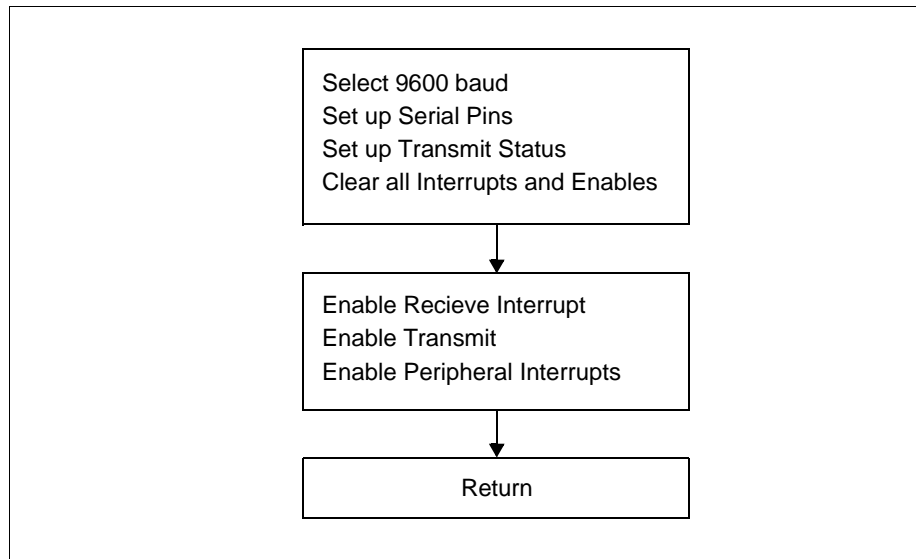 Select 9600 baud
Set up Serial Pins
Set up Transmit Status
Clear all Interrupts and Enables
Enable Recieve Interrupt
Enable Transmit
Enable Peripheral Interrupts
Return